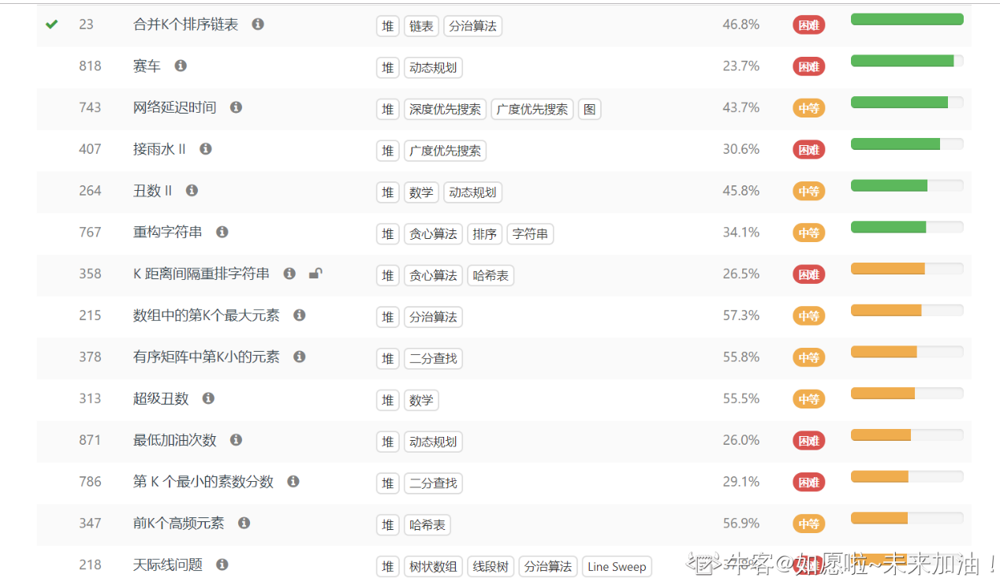 23 合并K个排序链表 堆 链表 分治算法 46.8% 困难
818 赛车 堆 动态规划 23.7% 困难
743 网络延迟时间 堆 深度优先搜索 广度优先搜索 图 43.7% 中等
407 接雨水 II 堆 广度优先搜索 30.6% 困难
264 丑数 II 堆 数学 动态规划 45.8% 中等
767 重构字符串 堆 贪心算法 排序 字符串 34.1% 中等
358 K 距离间隔重排字符串 堆 贪心算法 哈希表 26.5% 困难
215 数组中的第K个最大元素 堆 分治算法 57.3% 中等
378 有序矩阵中第K小的元素 堆 二分查找 55.8% 中等
313 超级丑数 堆 数学 55.5% 中等
871 最低加油次数 堆 动态规划 26.0% 困难
786 第 K 个最小的素数分数 堆 二分查找 29.1% 困难
347 前K个高频元素 堆 哈希表 56.9% 中等
218 天际线问题 堆 树状数组 线段树 分治算法 Line Sweep
牛客@如愿啦~未来加油！